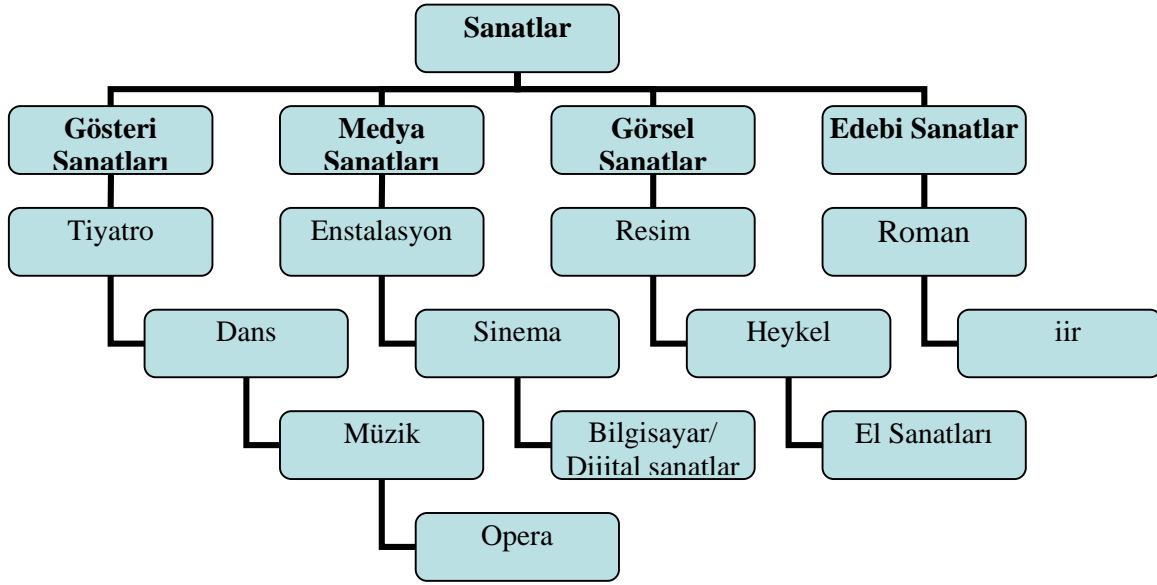 Sanatlar
Gösteri
Sanatları
Medya
Sanatları
Görsel
Sanatlar
Edebi Sanatlar
Tiyatro
Enstalasyon
Resim
Roman
Dans
Sinema
Heykel
iir
Müzik
Bilgisayar/
Dijital sanatlar
El Sanatları
Opera